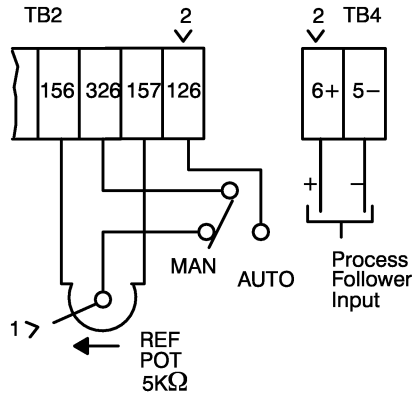 TB2 2 2 TB4
156 326 157 126 6+ 5−
+ −
MAN
AUTO
Process
Follower
Input
1
REF
POT
5KΩ